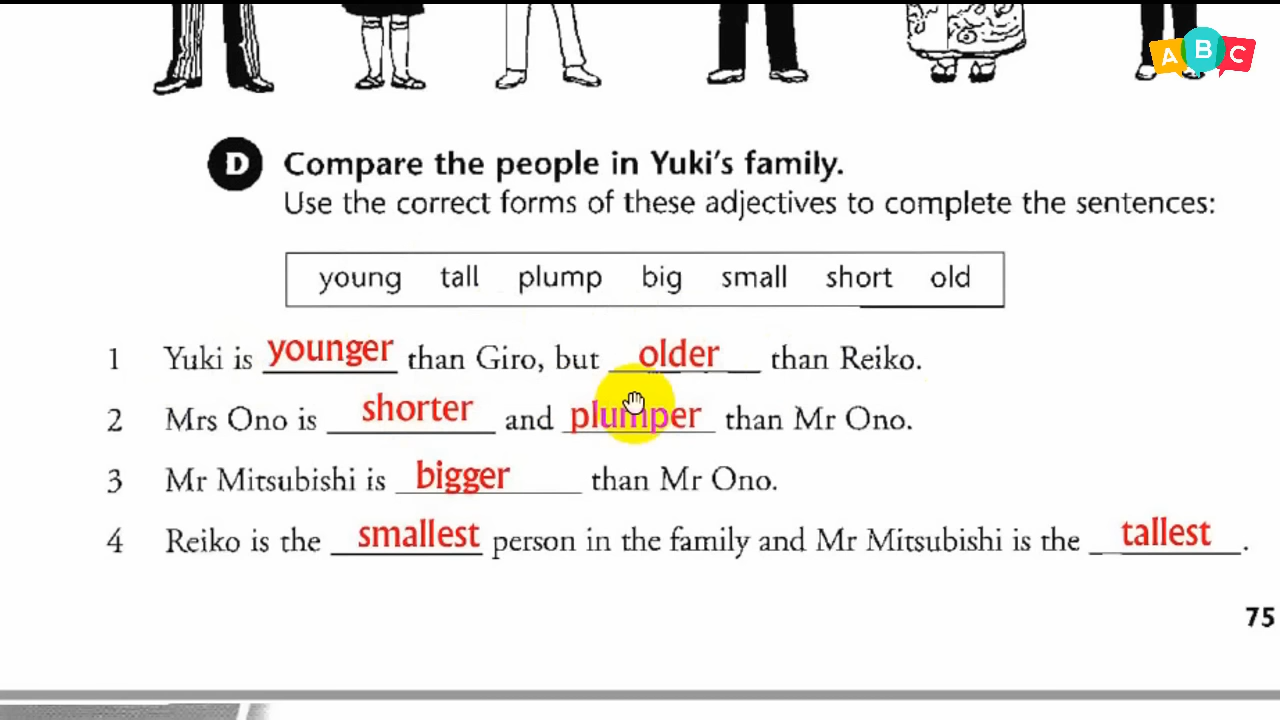 A B C
D Compare the people in Yuki's family.
Use the correct forms of these adjectives to complete the sentences:
young tall plump big small short old
1 Yuki is younger than Giro, but older than Reiko.
2 Mrs Ono is shorter and plumper than Mr Ono.
3 Mr Mitsubishi is bigger than Mr Ono.
4 Reiko is the smallest person in the family and Mr Mitsubishi is the tallest.
75